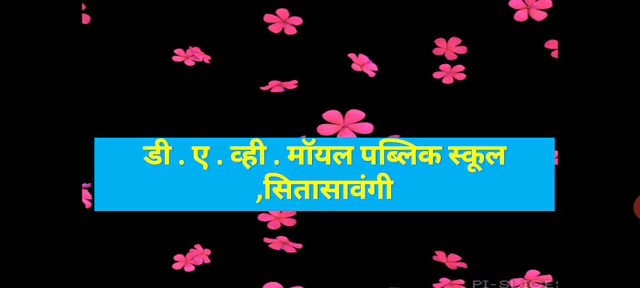 डी . ए . व्ही . मॉयल पब्लिक स्कूल
,सितासावंगी